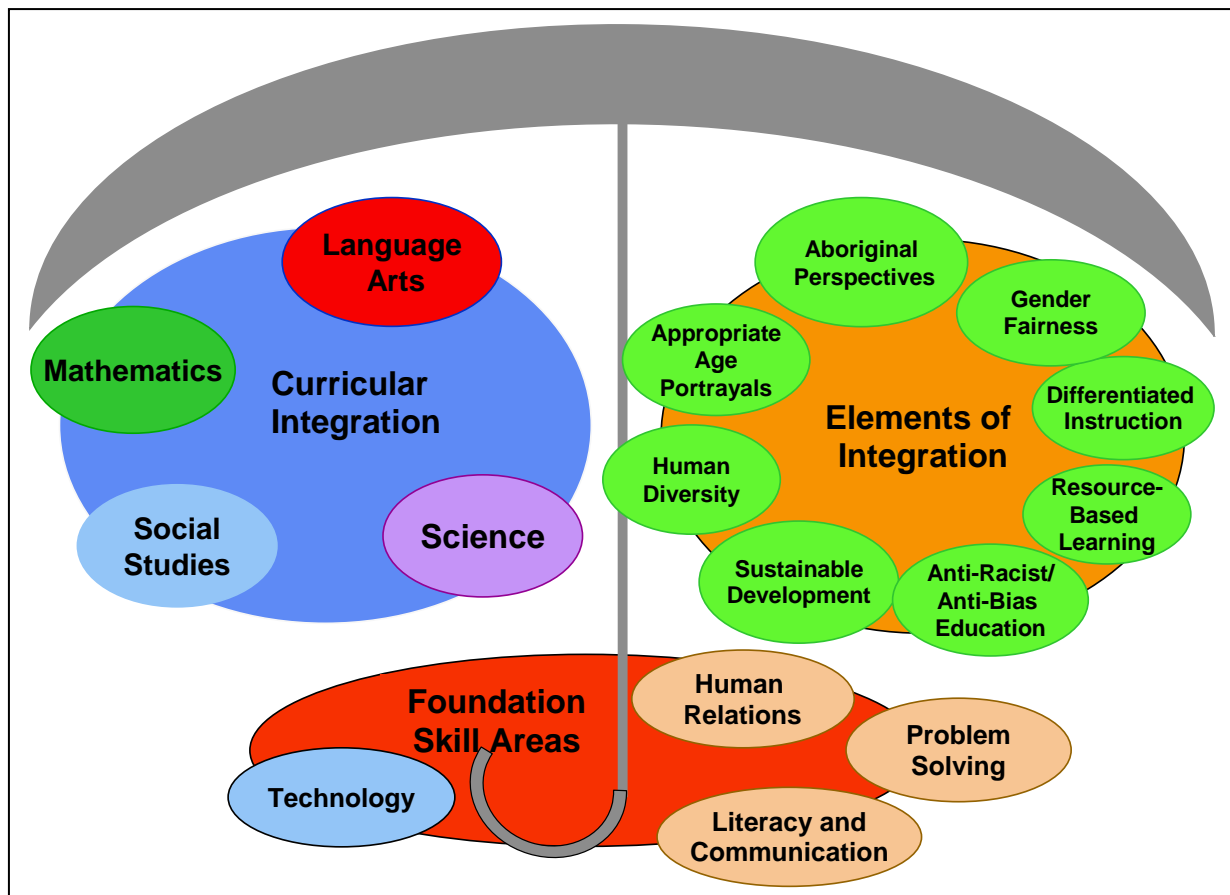 Language
Arts
Mathematics
Curricular
Integration
Social
Studies
Science
Aboriginal
Perspectives
Gender
Fairness
Appropriate
Age
Portrayals
Differentiated
Instruction
Elements of
Integration
Human
Diversity
Resource-
Based
Learning
Sustainable
Development
Anti-Racist/
Anti-Bias
Education
Foundation
Skill Areas
Human
Relations
Problem
Solving
Technology
Literacy and
Communication